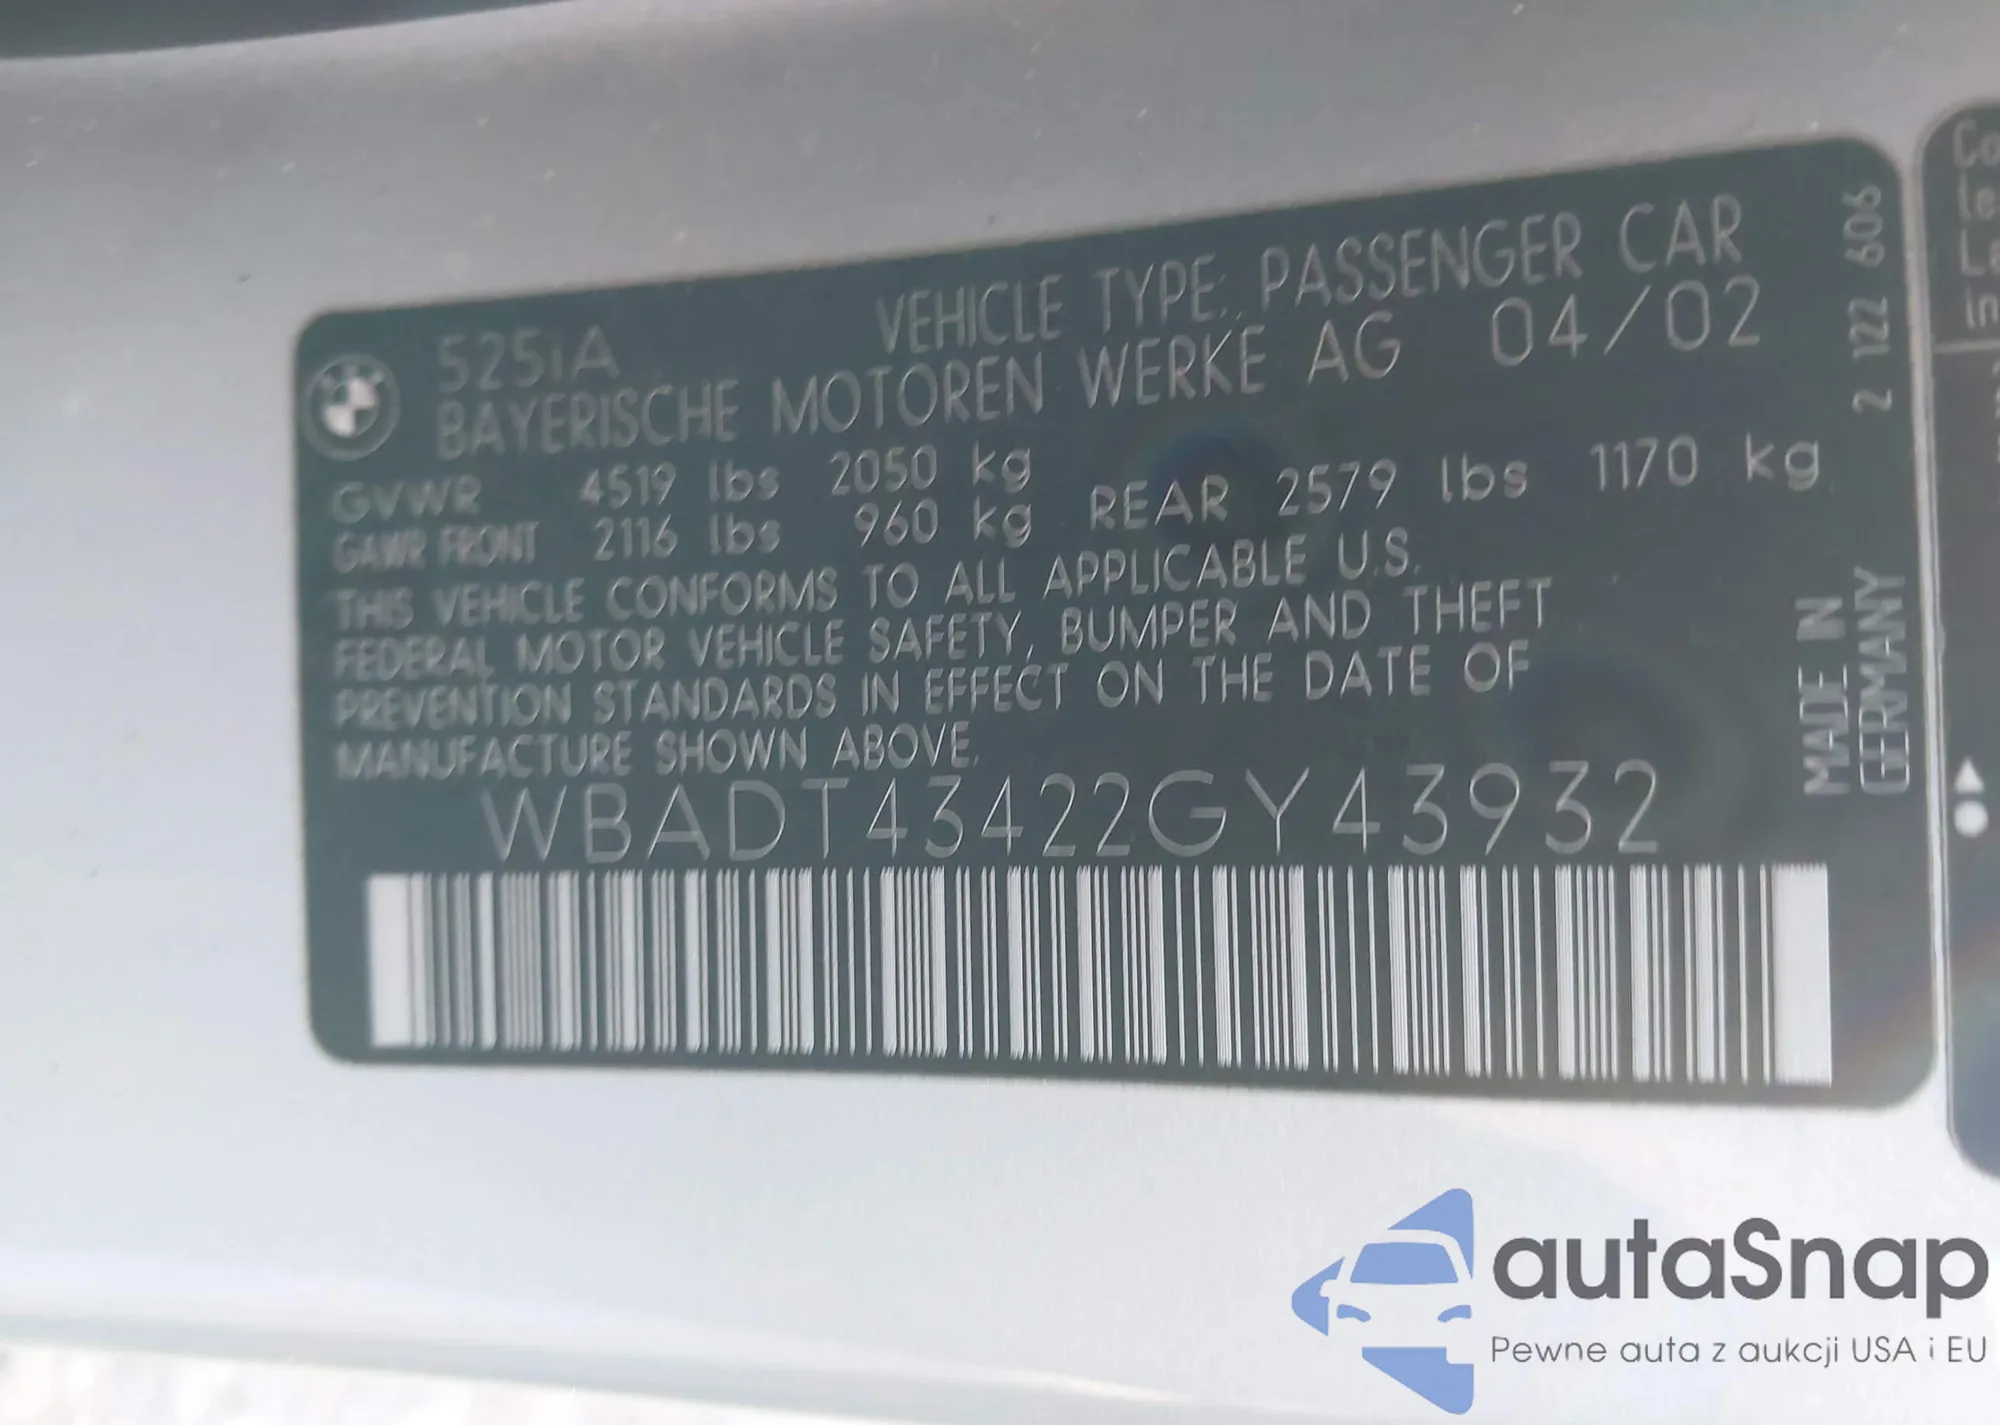 525iA VEHICLE TYPE: PASSENGER CAR
BAYERISCHE MOTOREN WERKE AG 04/02
GVWR 4519 lbs 2050 kg
GAWR FRONT 2116 lbs 960 kg REAR 2579 lbs 1170 kg
THIS VEHICLE CONFORMS TO ALL APPLICABLE U.S.
FEDERAL MOTOR VEHICLE SAFETY, BUMPER AND THEFT
PREVENTION STANDARDS IN EFFECT ON THE DATE OF
MANUFACTURE SHOWN ABOVE.
WBADT43422GY43932
2 122 606
MADE IN
GERMANY
autaSnap
Pewne auta z aukcji USA i EU